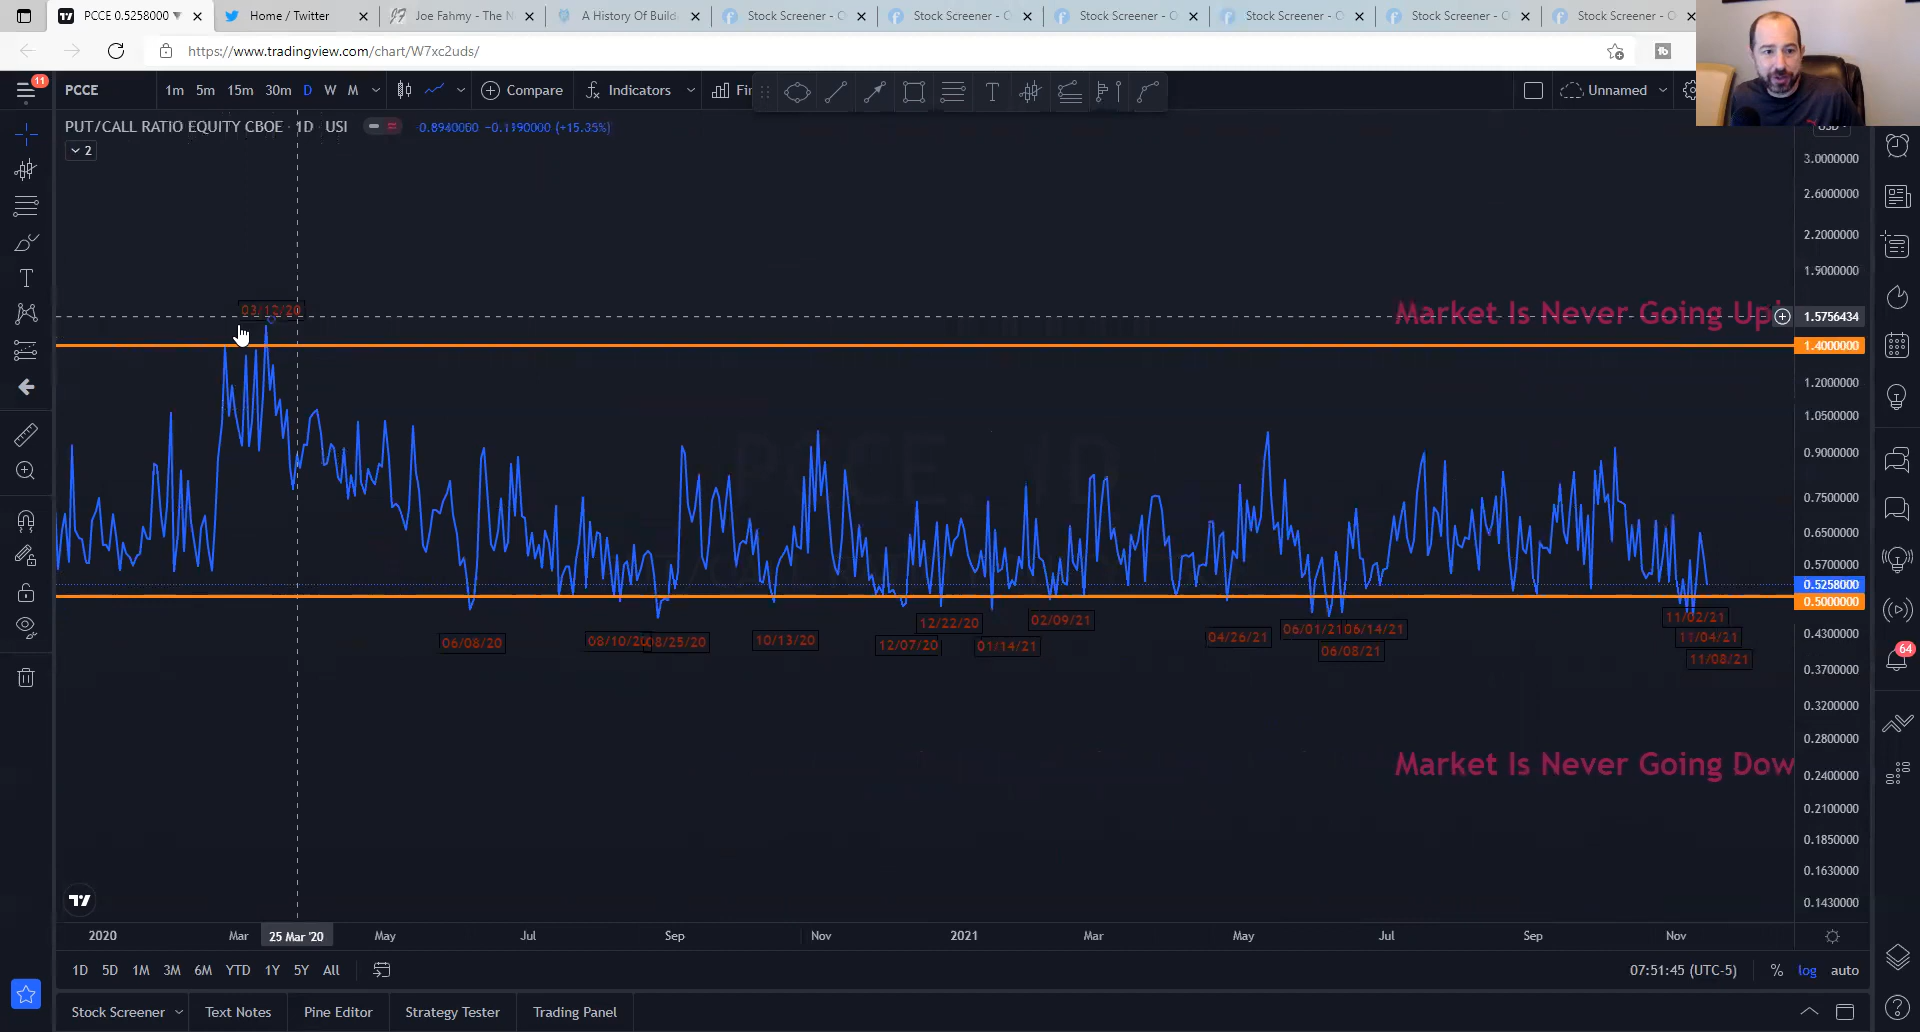 PCCE 0.5258000 ▼
Home / Twitter
Joe Fahmy - The N
A History Of Build
Stock Screener - O
Stock Screener - O
Stock Screener - O
Stock Screener - O
Stock Screener - O
Stock Screener - O
https://www.tradingview.com/chart/W7xc2uds/
11
PCCE
1m
5m
15m
30m
D
W
M
Compare
Indicators
Fin
Unnamed
PUT/CALL RATIO EQUITY CBOE · 1D · USI
0.8940000 −0.1190000 (+15.35%)
2
USD
3.0000000
2.6000000
2.2000000
1.9000000
03/12/20
Market Is Never Going Up
1.5756434
1.4000000
1.2000000
1.0500000
0.9000000
PCCE, 1D
0.7500000
0.6500000
0.5700000
0.5258000
0.5000000
06/08/20
08/10/20
08/25/20
10/13/20
12/07/20
12/22/20
01/14/21
02/09/21
04/26/21
06/01/21
06/14/21
06/08/21
11/02/21
11/04/21
11/08/21
0.4300000
64
0.3700000
0.3200000
0.2800000
Market Is Never Going Dow
0.2400000
0.2100000
0.1850000
0.1630000
0.1430000
2020
Mar
25 Mar '20
May
Jul
Sep
Nov
2021
Mar
May
Jul
Sep
Nov
1D
5D
1M
3M
6M
YTD
1Y
5Y
All
07:51:45 (UTC-5)
%
log
auto
Stock Screener
Text Notes
Pine Editor
Strategy Tester
Trading Panel